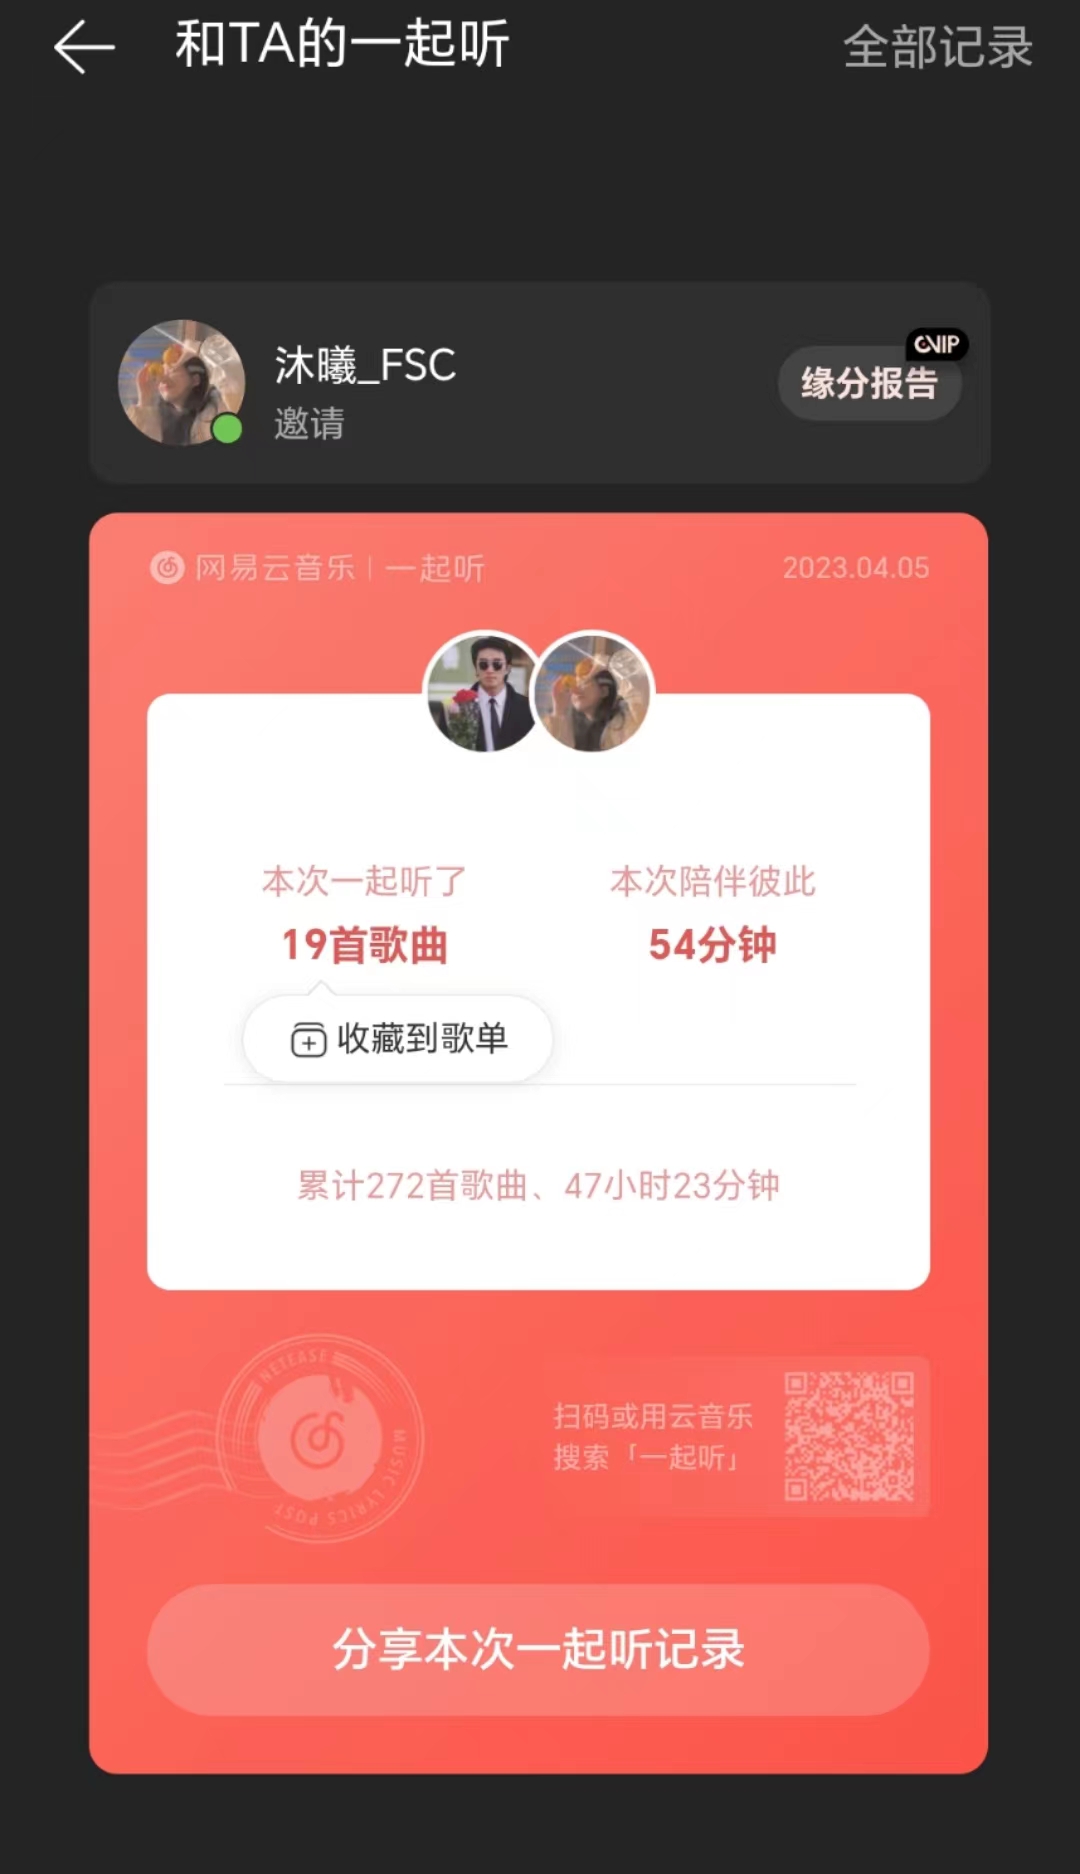 和TA的一起听
全部记录
沐曦_FSC
邀请
VIP
缘分报告
网易云音乐 | 一起听
2023.04.05
本次一起听了
本次陪伴彼此
19首歌曲
54分钟
收藏到歌单
累计272首歌曲、47小时23分钟
NETEASE
MUSIC LYRICS POST
扫码或用云音乐
搜索「一起听」
分享本次一起听记录